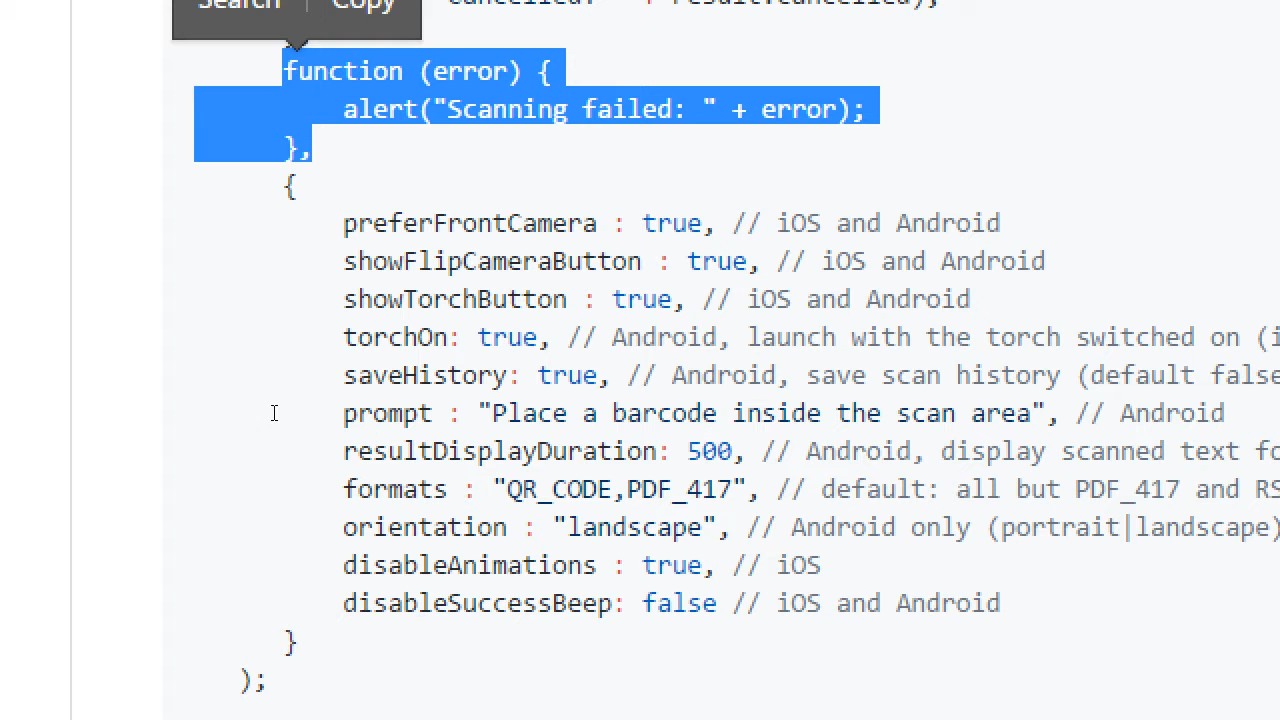 Search | Copy
Cancelled: " + result.cancelled);
function (error) {
alert("Scanning failed: " + error);
},
{
preferFrontCamera : true, // iOS and Android
showFlipCameraButton : true, // iOS and Android
showTorchButton : true, // iOS and Android
torchOn: true, // Android, launch with the torch switched on (i
saveHistory: true, // Android, save scan history (default false
prompt : "Place a barcode inside the scan area", // Android
resultDisplayDuration: 500, // Android, display scanned text fo
formats : "QR_CODE,PDF_417", // default: all but PDF_417 and RS
orientation : "landscape", // Android only (portrait|landscape)
disableAnimations : true, // iOS
disableSuccessBeep: false // iOS and Android
}
);